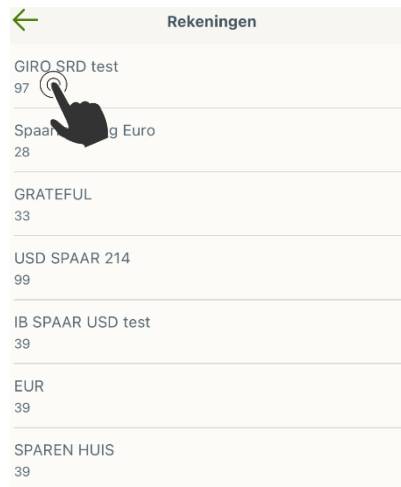 Rekeningen
GIRO SRD test
97
Euro
28
GRATEFUL
33
USD SPAAR 214
99
IB SPAAR USD test
39
EUR
39
SPAREN HUIS
39